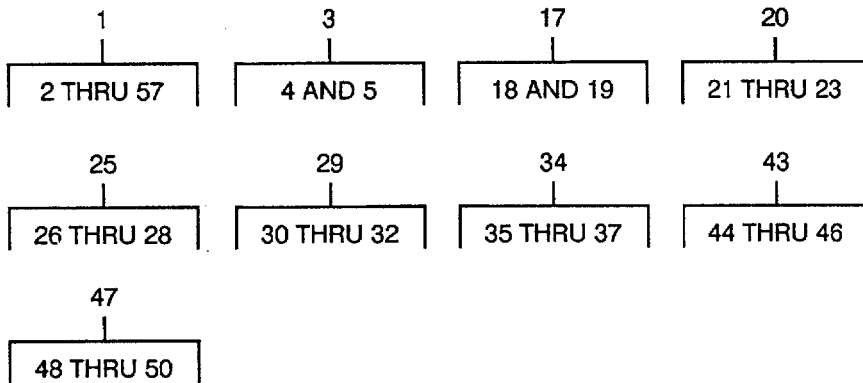 1 3 17 20
2 THRU 57 4 AND 5 18 AND 19 21 THRU 23
25 29 34 43
26 THRU 28 30 THRU 32 35 THRU 37 44 THRU 46
47
48 THRU 50